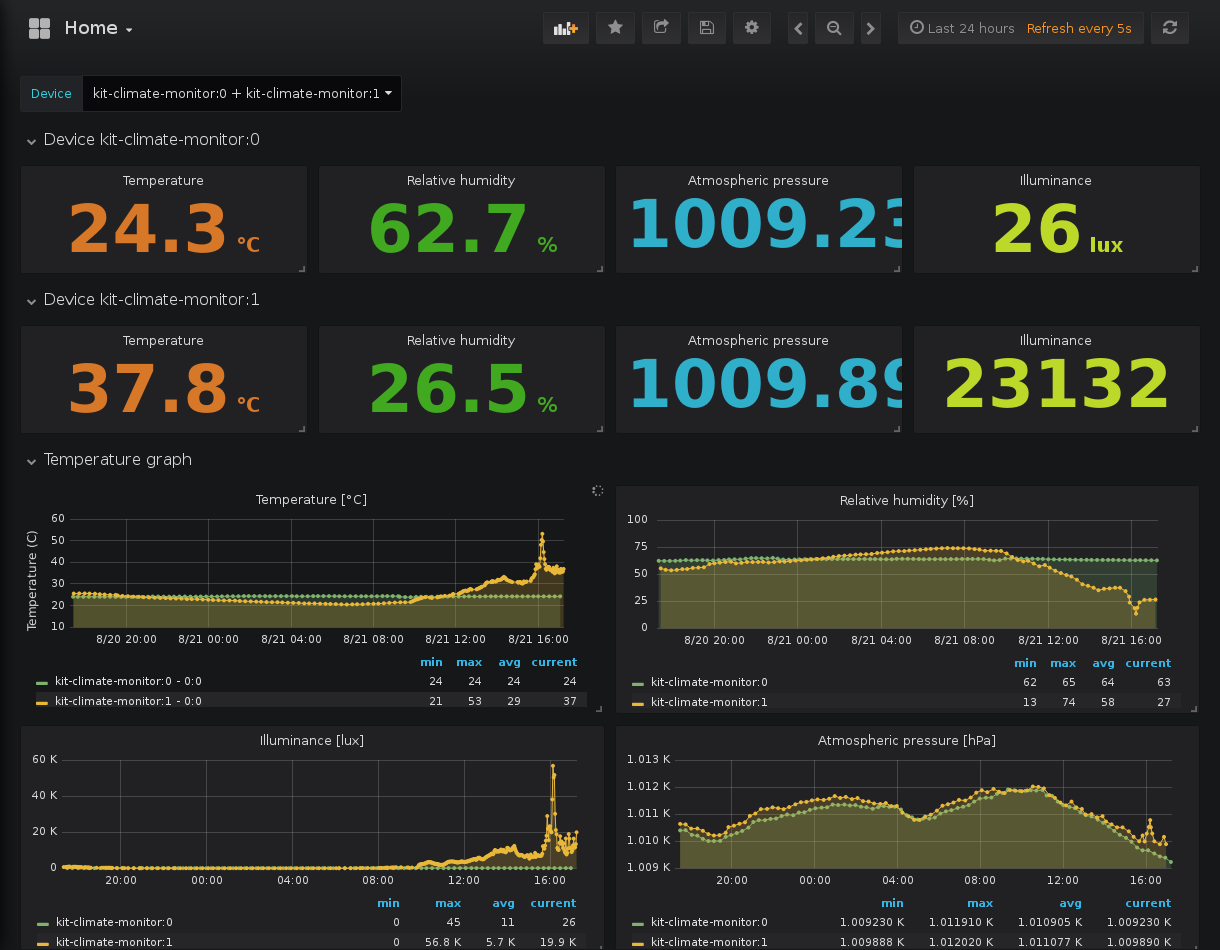 Home
Last 24 hours Refresh every 5s
Device kit-climate-monitor:0 + kit-climate-monitor:1
Device kit-climate-monitor:0
Temperature Relative humidity Atmospheric pressure Illuminance
24.3 °C 62.7 % 1009.23 26 lux
Device kit-climate-monitor:1
Temperature Relative humidity Atmospheric pressure Illuminance
37.8 °C 26.5 % 1009.89 23132
Temperature graph
Temperature [°C]
Temperature (C)
60
50
40
30
20
10
8/20 20:00 8/21 00:00 8/21 04:00 8/21 08:00 8/21 12:00 8/21 16:00
min max avg current
kit-climate-monitor:0 - 0:0 24 24 24 24
kit-climate-monitor:1 - 0:0 21 53 29 37
Relative humidity [%]
100
75
50
25
0
8/20 20:00 8/21 00:00 8/21 04:00 8/21 08:00 8/21 12:00 8/21 16:00
min max avg current
kit-climate-monitor:0 62 65 64 63
kit-climate-monitor:1 13 74 58 27
Illuminance [lux]
60 K
40 K
20 K
0
20:00 00:00 04:00 08:00 12:00 16:00
min max avg current
kit-climate-monitor:0 0 45 11 26
kit-climate-monitor:1 0 56.8 K 5.7 K 19.9 K
Atmospheric pressure [hPa]
1.013 K
1.012 K
1.011 K
1.010 K
1.009 K
20:00 00:00 04:00 08:00 12:00 16:00
min max avg current
kit-climate-monitor:0 1.009230 K 1.011910 K 1.010905 K 1.009230 K
kit-climate-monitor:1 1.009888 K 1.012020 K 1.011077 K 1.009890 K